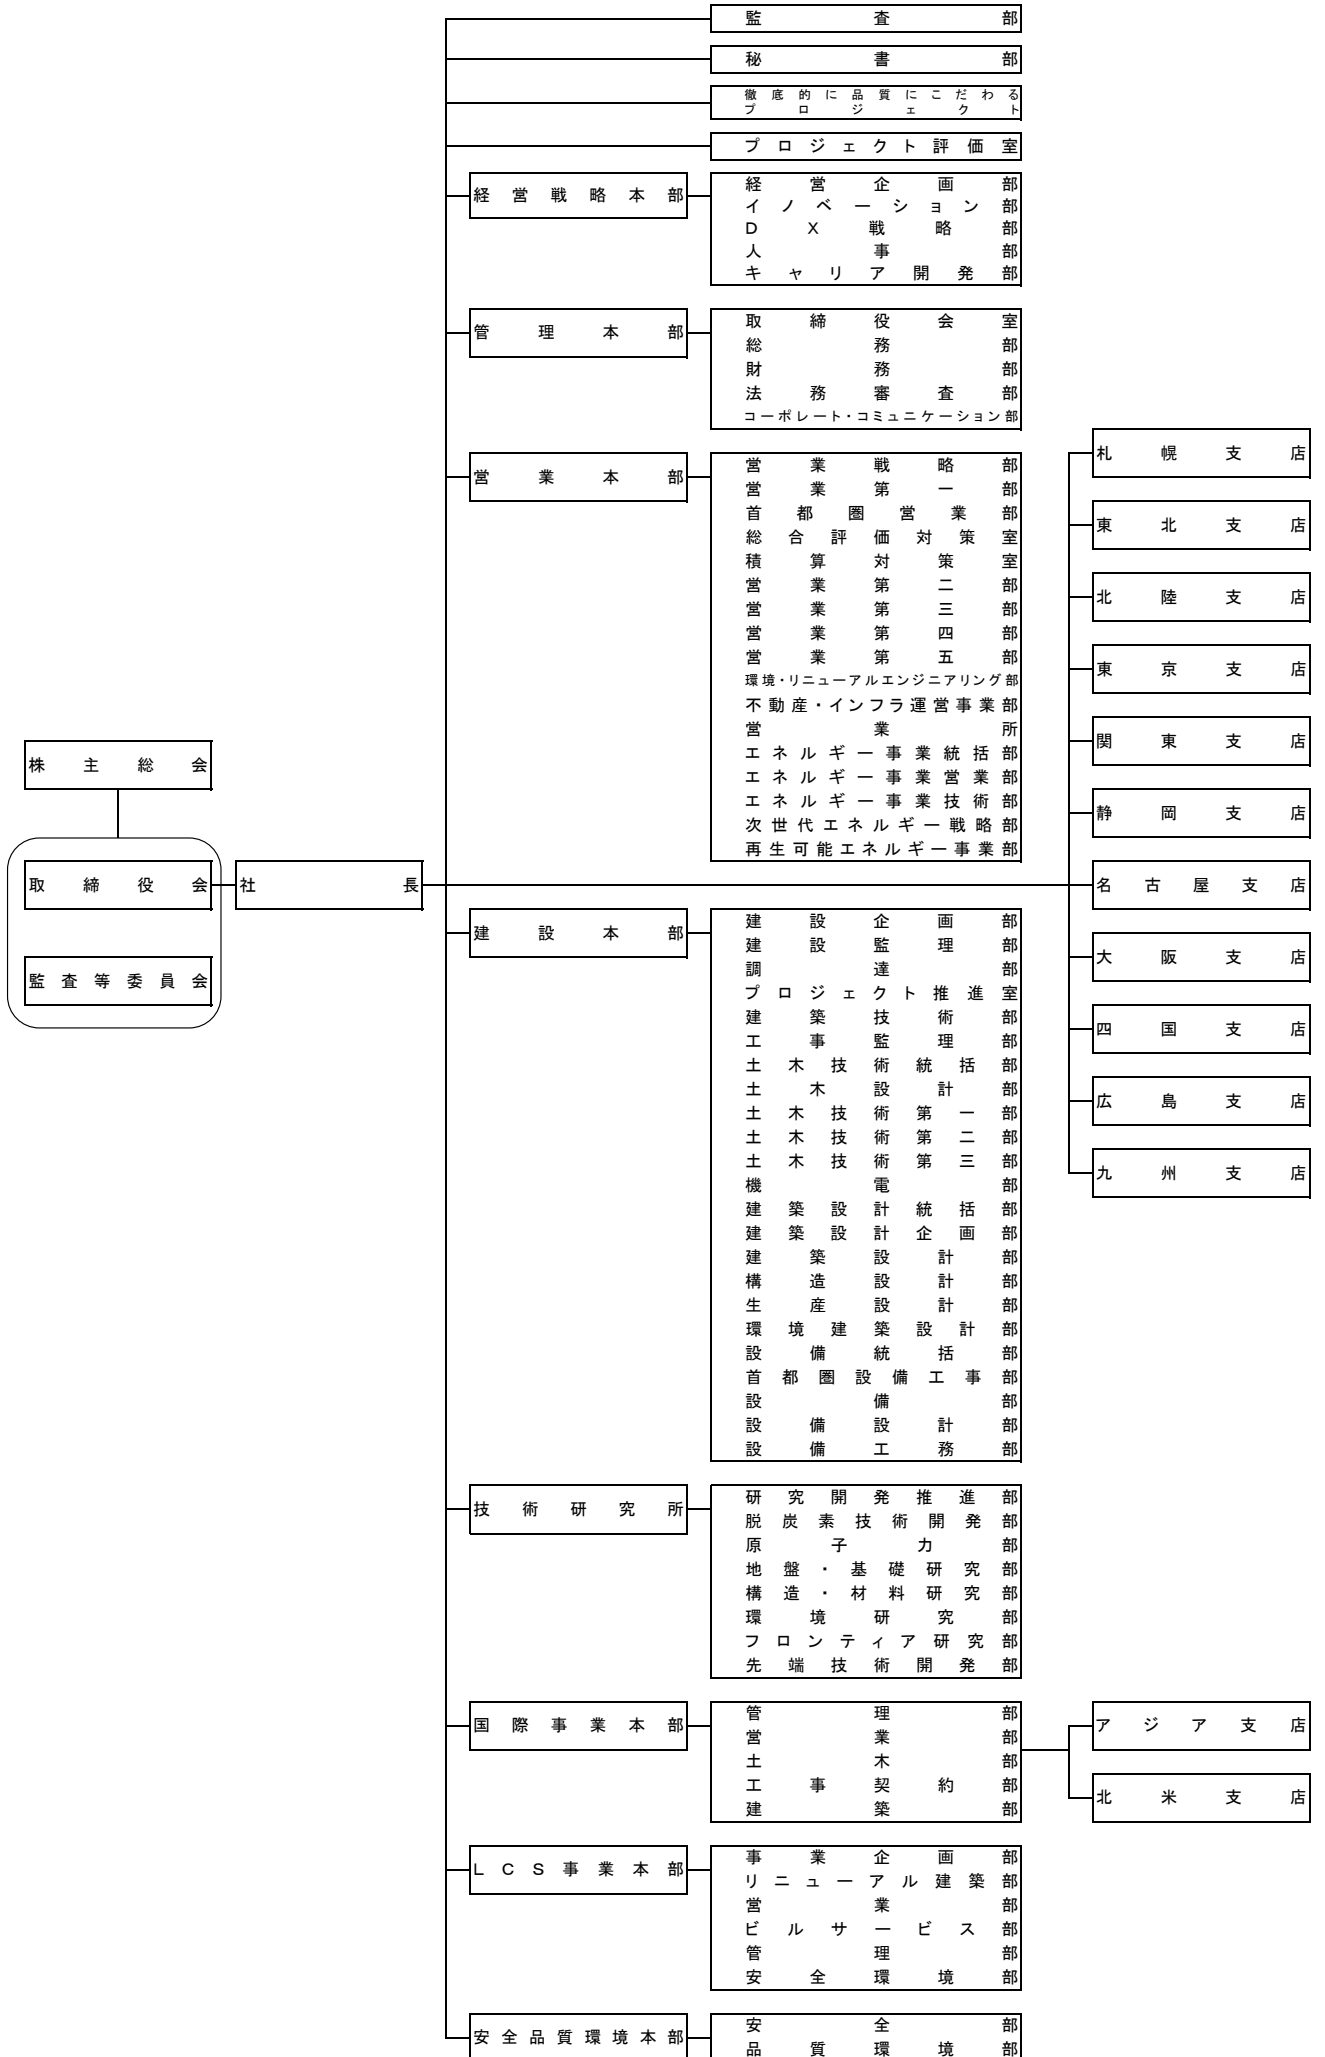 監査部
秘書部
徹底的に品質にこだわる
プロジェクト
プロジェクト評価室
経営戦略本部
経営企画部
イノベーション部
DX戦略部
人事部
キャリア開発部
管理本部
取締役会室
総務部
財務部
法務審査部
コーポレート・コミュニケーション部
営業本部
営業戦略部
営業第一部
首都圏営業部
総合評価対策室
積算対策室
営業第二部
営業第三部
営業第四部
営業第五部
環境・リニューアルエンジニアリング部
不動産・インフラ運営事業部
営業所
エネルギー事業統括部
エネルギー事業営業部
エネルギー事業技術部
次世代エネルギー戦略部
再生可能エネルギー事業部
株主総会
取締役会
監査等委員会
社長
建設本部
建設企画部
建設監理部
調達部
プロジェクト推進室
建築技術部
工事監理部
土木技術統括部
土木設計部
土木技術第一部
土木技術第二部
土木技術第三部
機電部
建築設計統括部
建築設計企画部
建築設計部
構造設計部
生産設計部
環境建築設計部
設備統括部
首都圏設備工事部
設備部
設備設計部
設備工務部
札幌支店
東北支店
北陸支店
東京支店
関東支店
静岡支店
名古屋支店
大阪支店
四国支店
広島支店
九州支店
技術研究所
研究開発推進部
脱炭素技術開発部
原子力部
地盤・基礎研究部
構造・材料研究部
環境研究部
フロンティア研究部
先端技術開発部
国際事業本部
管理部
営業部
土木部
工事契約部
建築部
アジア支店
北米支店
LCS事業本部
事業企画部
リニューアル建築部
営業部
ビルサービス部
管理部
安全環境部
安全品質環境本部
安全部
品質環境部